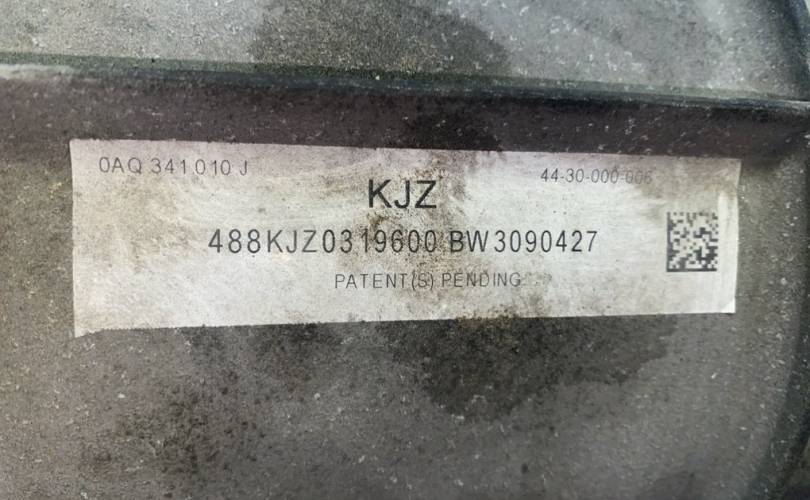 0AQ 341 010 J
44-30-000-006
KJZ
488KJZ0319600 BW3090427
PATENT(S) PENDING